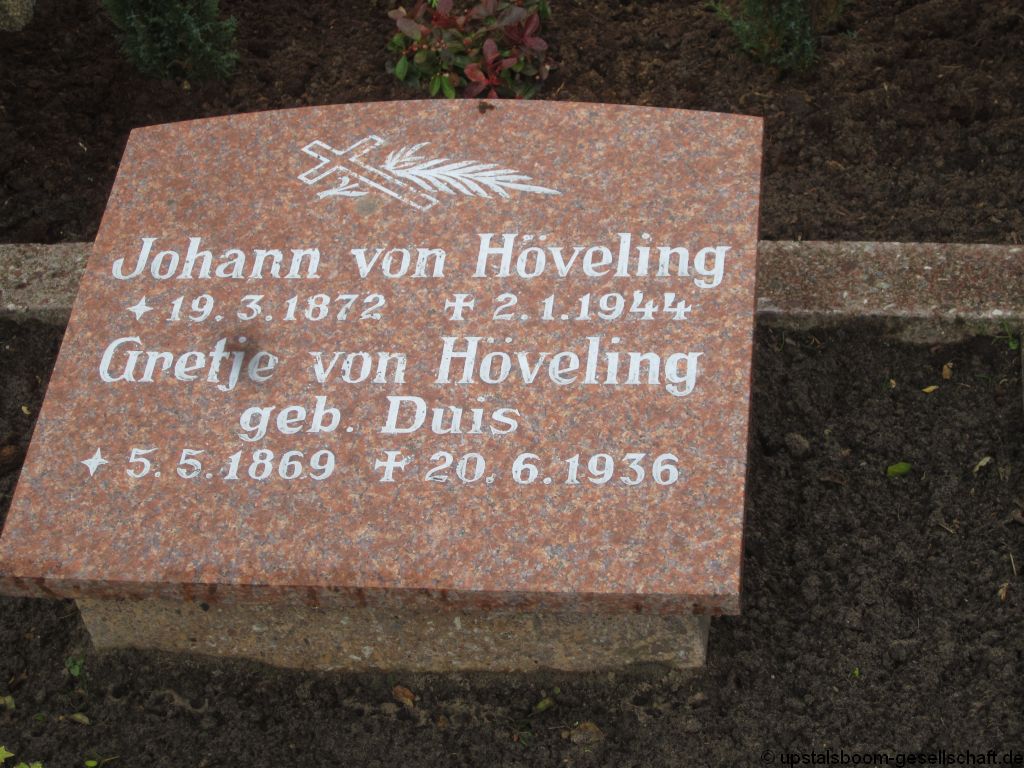 Johann von Höveling
✦ 19.3.1872 ✠ 2.1.1944
Gretje von Höveling
geb. Duis
✦ 5.5.1869 ✠ 20.6.1936
© upstalsboom-gesellschaft.de